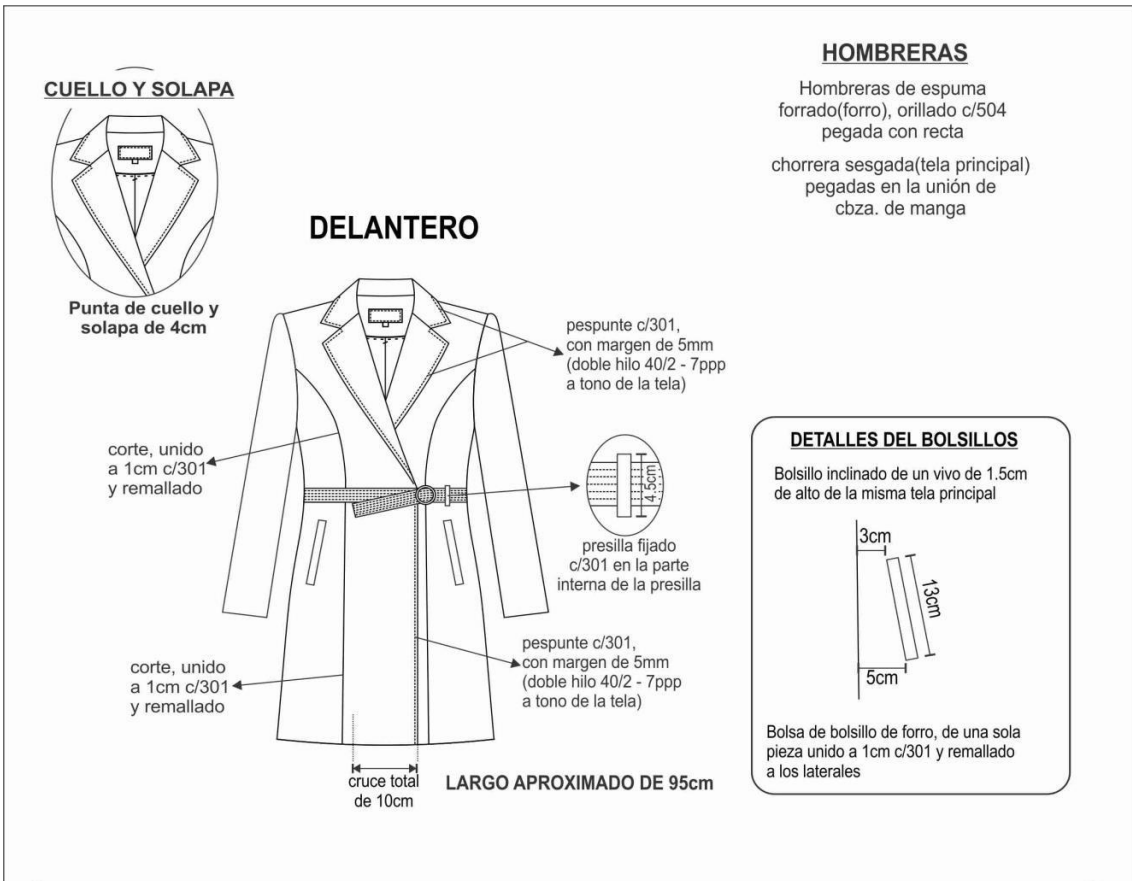 CUELLO Y SOLAPA
Punta de cuello y
solapa de 4cm
HOMBRERAS
Hombreras de espuma
forrado(forro), orillado c/504
pegada con recta
chorrera sesgada(tela principal)
pegadas en la unión de
cbza. de manga
DELANTERO
pespunte c/301,
con margen de 5mm
(doble hilo 40/2 - 7ppp
a tono de la tela)
corte, unido
a 1cm c/301
y remallado
4.5cm
presilla fijado
c/301 en la parte
interna de la presilla
pespunte c/301,
con margen de 5mm
(doble hilo 40/2 - 7ppp
a tono de la tela)
corte, unido
a 1cm c/301
y remallado
cruce total
de 10cm
LARGO APROXIMADO DE 95cm
DETALLES DEL BOLSILLOS
Bolsillo inclinado de un vivo de 1.5cm
de alto de la misma tela principal
3cm
13cm
5cm
Bolsa de bolsillo de forro, de una sola
pieza unido a 1cm c/301 y remallado
a los laterales